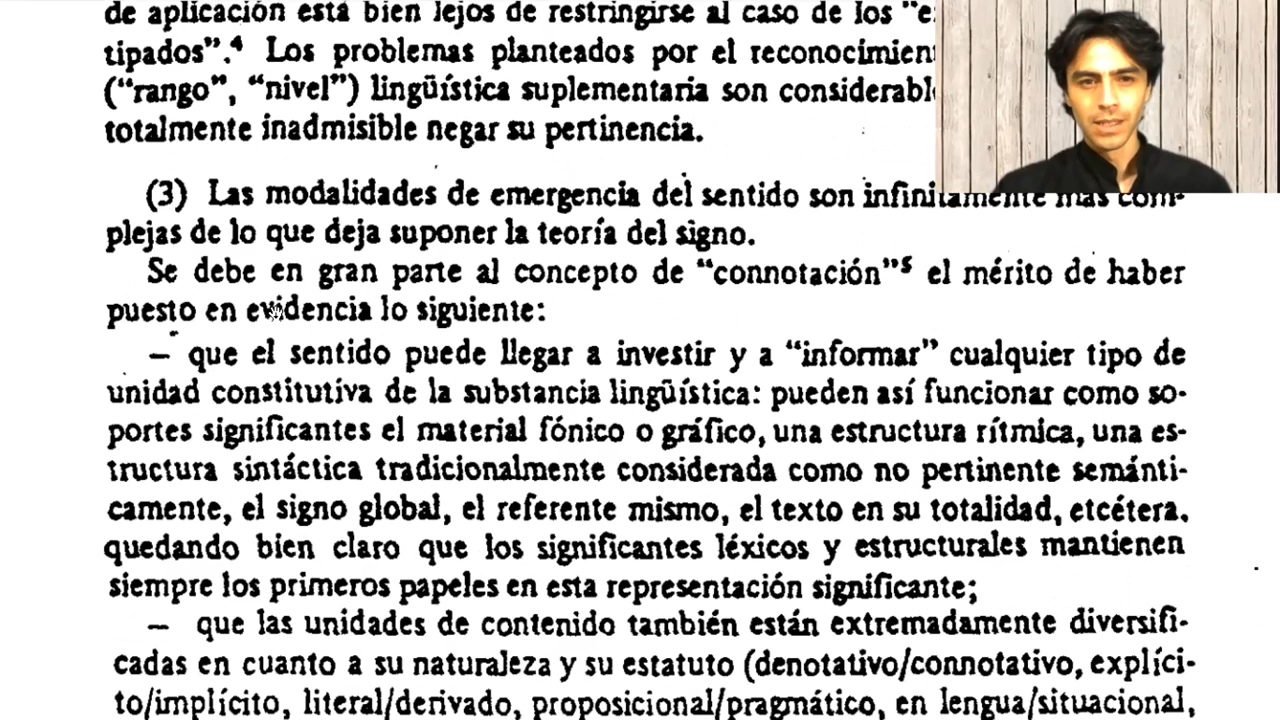 de aplicación está bien lejos de restringirse al caso de los "e
tipados".⁴ Los problemas planteados por el reconocimien
("rango", "nivel") lingüística suplementaria son considerabl
totalmente inadmisible negar su pertinencia.
(3) Las modalidades de emergencia del sentido son infinitamente más com-
plejas de lo que deja suponer la teoría del signo.
Se debe en gran parte al concepto de "connotación"⁵ el mérito de haber
puesto en evidencia lo siguiente:
— que el sentido puede llegar a investir y a "informar" cualquier tipo de
unidad constitutiva de la substancia lingüística: pueden así funcionar como so-
portes significantes el material fónico o gráfico, una estructura rítmica, una es-
tructura sintáctica tradicionalmente considerada como no pertinente semánti-
camente, el signo global, el referente mismo, el texto en su totalidad, etcétera.
quedando bien claro que los significantes léxicos y estructurales mantienen
siempre los primeros papeles en esta representación significante;
— que las unidades de contenido también están extremadamente diversifi-
cadas en cuanto a su naturaleza y su estatuto (denotativo/connotativo, explíci-
to/implícito, literal/derivado, proposicional/pragmático, en lengua/situacional,